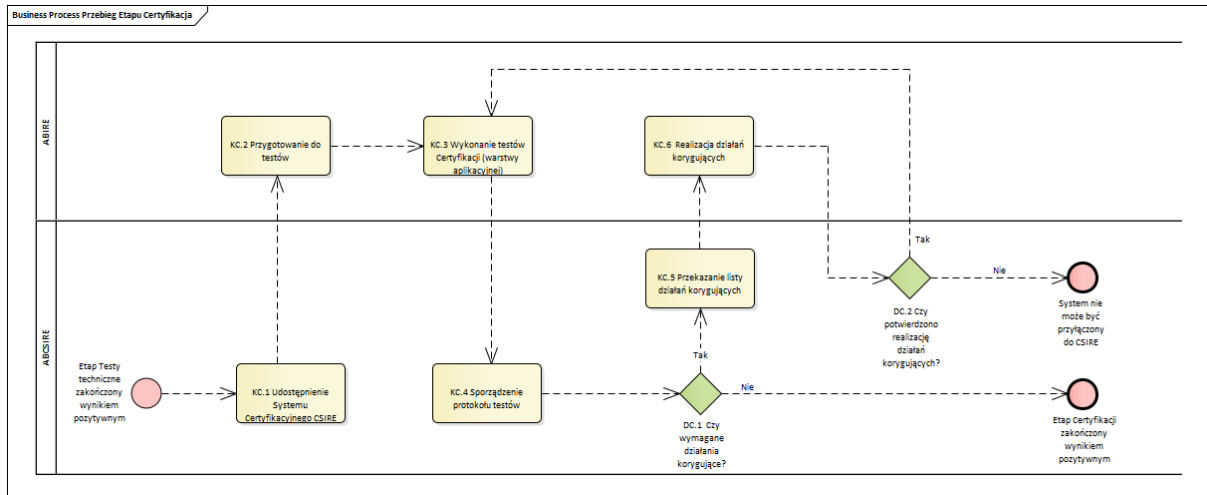 Business Process Przebieg Etapu Certyfikacja
ABIRE
KC.2 Przygotowanie do
testów
KC.3 Wykonanie testów
Certyfikacji (warstwy
aplikacyjnej)
KC.6 Realizacja działań
korygujących
Tak
ABCSIRE
KC.5 Przekazanie listy
działań korygujących
Nie
DC.2 Czy
potwierdzono
realizację
działań
korygujących?
System nie
może być
przyłączony
do CSIRE
Etap Testy
techniczne
zakończony
wynikiem
pozytywnym
KC.1 Udostępnienie
Systemu
Certyfikacyjnego CSIRE
KC.4 Sporządzenie
protokołu testów
Tak
Nie
DC.1 Czy
wymagane
działania
korygujące?
Etap Certyfikacji
zakończony
wynikiem
pozytywnym